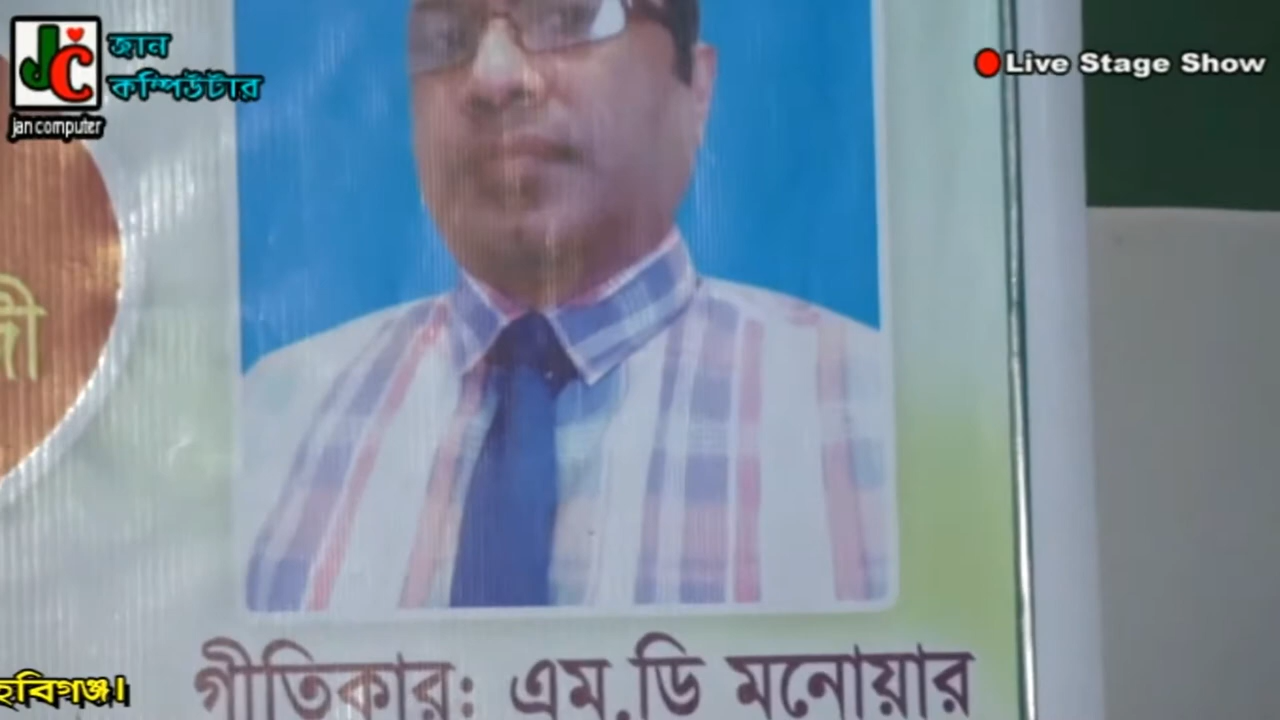 জান
কম্পিউটার
jan computer
Live Stage Show
হবিগঞ্জ।
গীতিকার: এম.ডি মনোয়ার